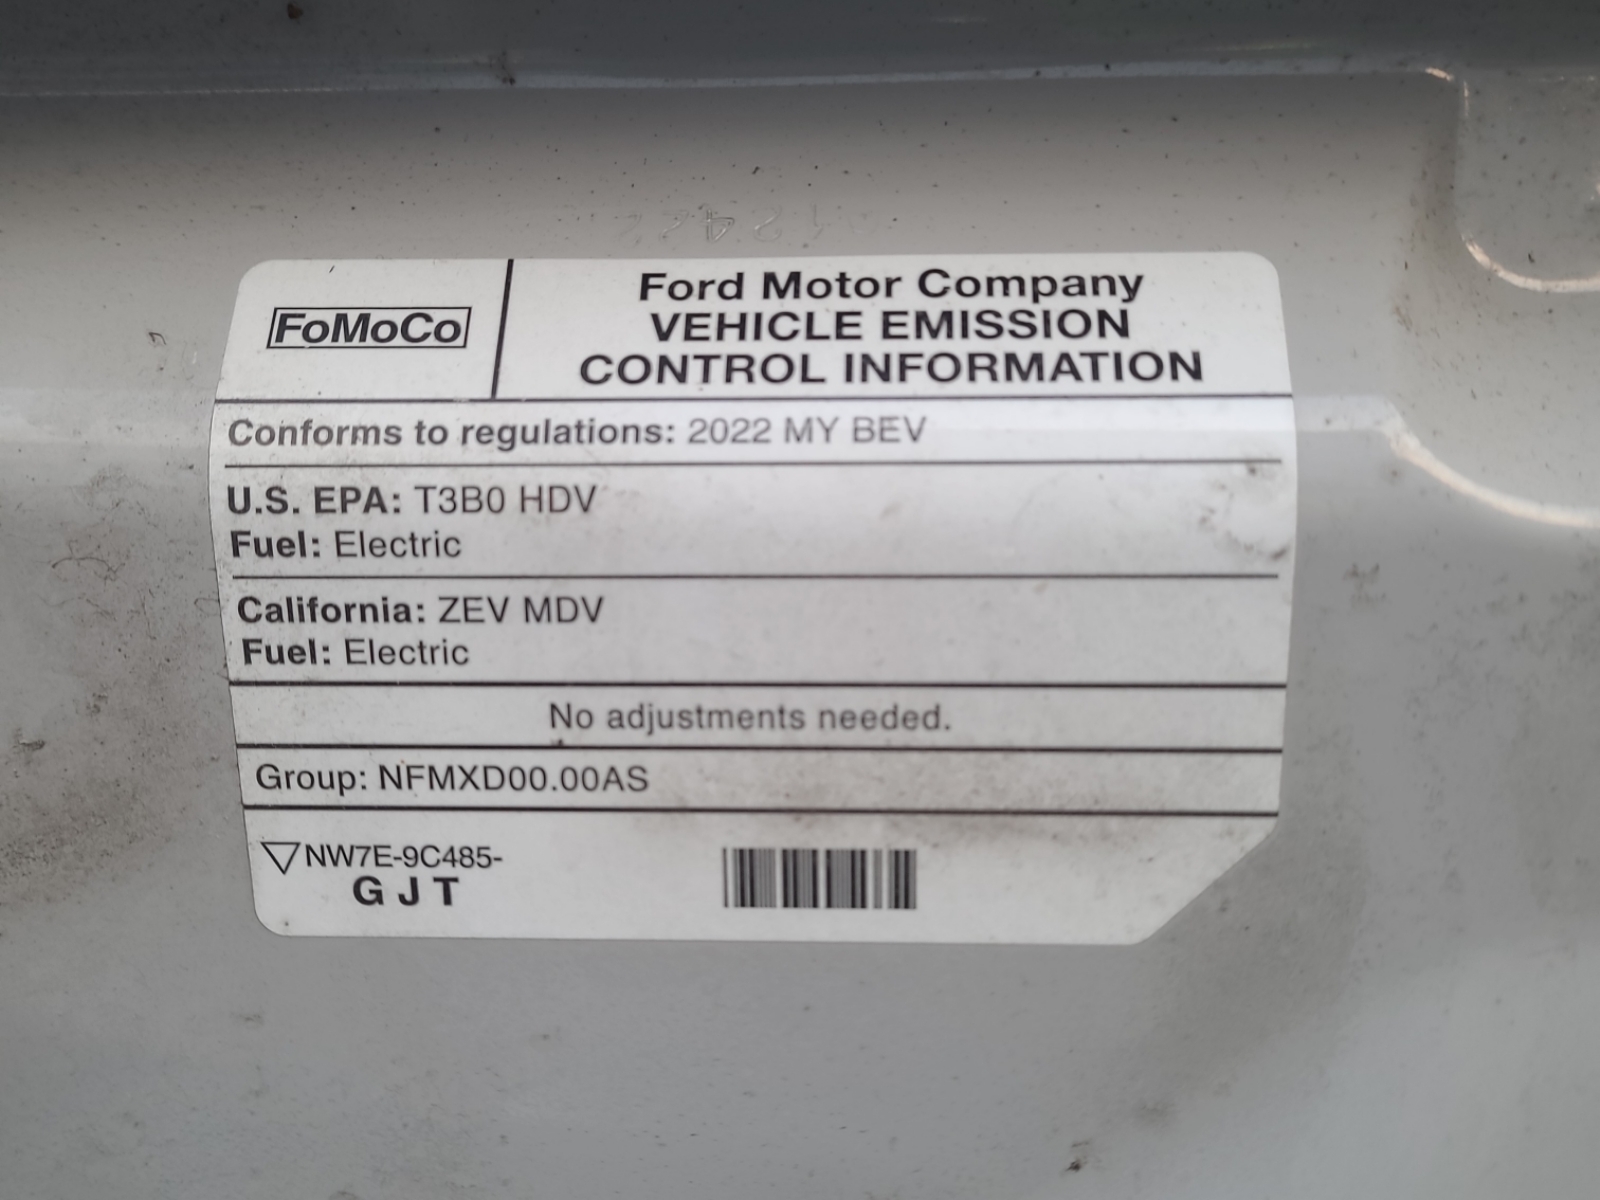 FoMoCo
Ford Motor Company
VEHICLE EMISSION
CONTROL INFORMATION
Conforms to regulations: 2022 MY BEV
U.S. EPA: T3B0 HDV
Fuel: Electric
California: ZEV MDV
Fuel: Electric
No adjustments needed.
Group: NFMXD00.00AS
NW7E-9C485-
G J T